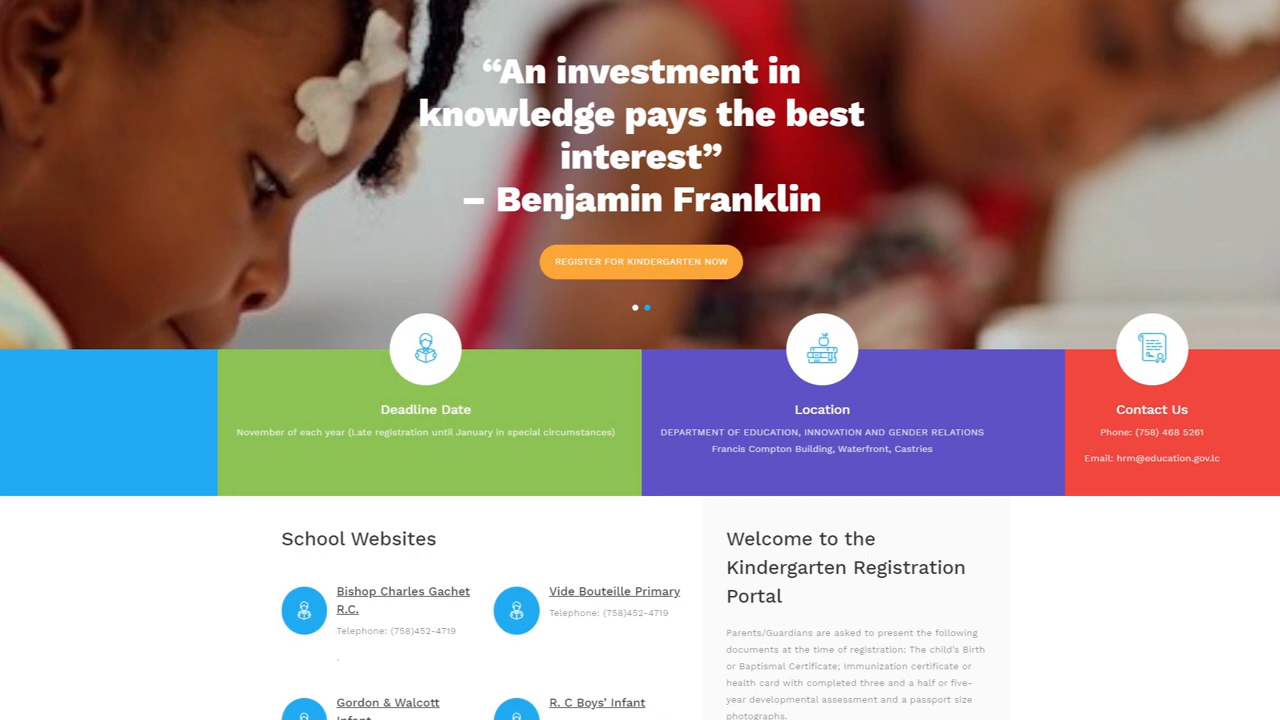 “An investment in
knowledge pays the best
interest”
– Benjamin Franklin
REGISTER FOR KINDERGARTEN NOW
Deadline Date
November of each year (Late registration until January in special circumstances)
Location
DEPARTMENT OF EDUCATION, INNOVATION AND GENDER RELATIONS
Francis Compton Building, Waterfront, Castries
Contact Us
Phone: (758) 468 5261
Email: hrm@education.gov.lc
School Websites
Bishop Charles Gachet
R.C.
Telephone: (758)452-4719
.
Vide Bouteille Primary
Telephone: (758)452-4719
Gordon & Walcott
Infant
R. C Boys’ Infant
Welcome to the
Kindergarten Registration
Portal
Parents/Guardians are asked to present the following
documents at the time of registration: The child’s Birth
or Baptismal Certificate; Immunization certificate or
health card with completed three and a half or five-
year developmental assessment and a passport size
photographs.